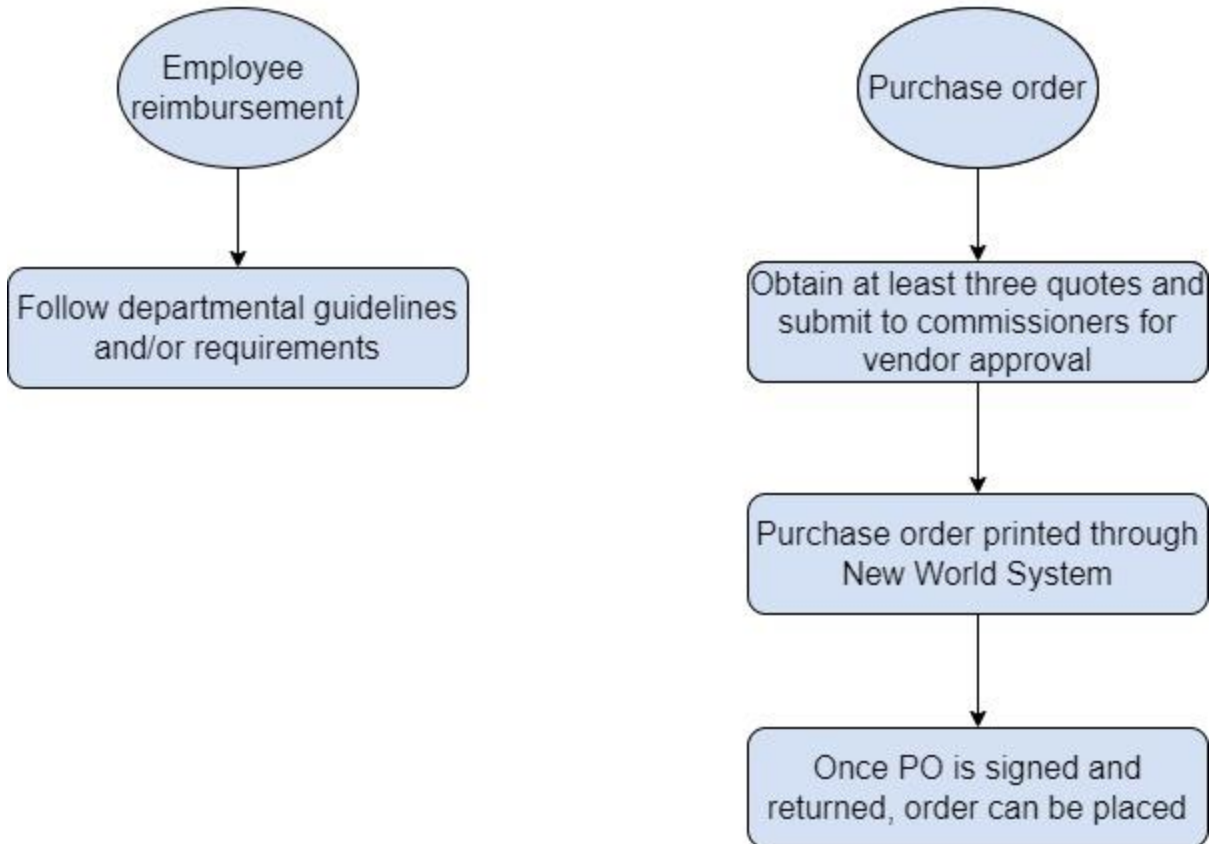 Employee
reimbursement
Follow departmental guidelines
and/or requirements
Purchase order
Obtain at least three quotes and
submit to commissioners for
vendor approval
Purchase order printed through
New World System
Once PO is signed and
returned, order can be placed